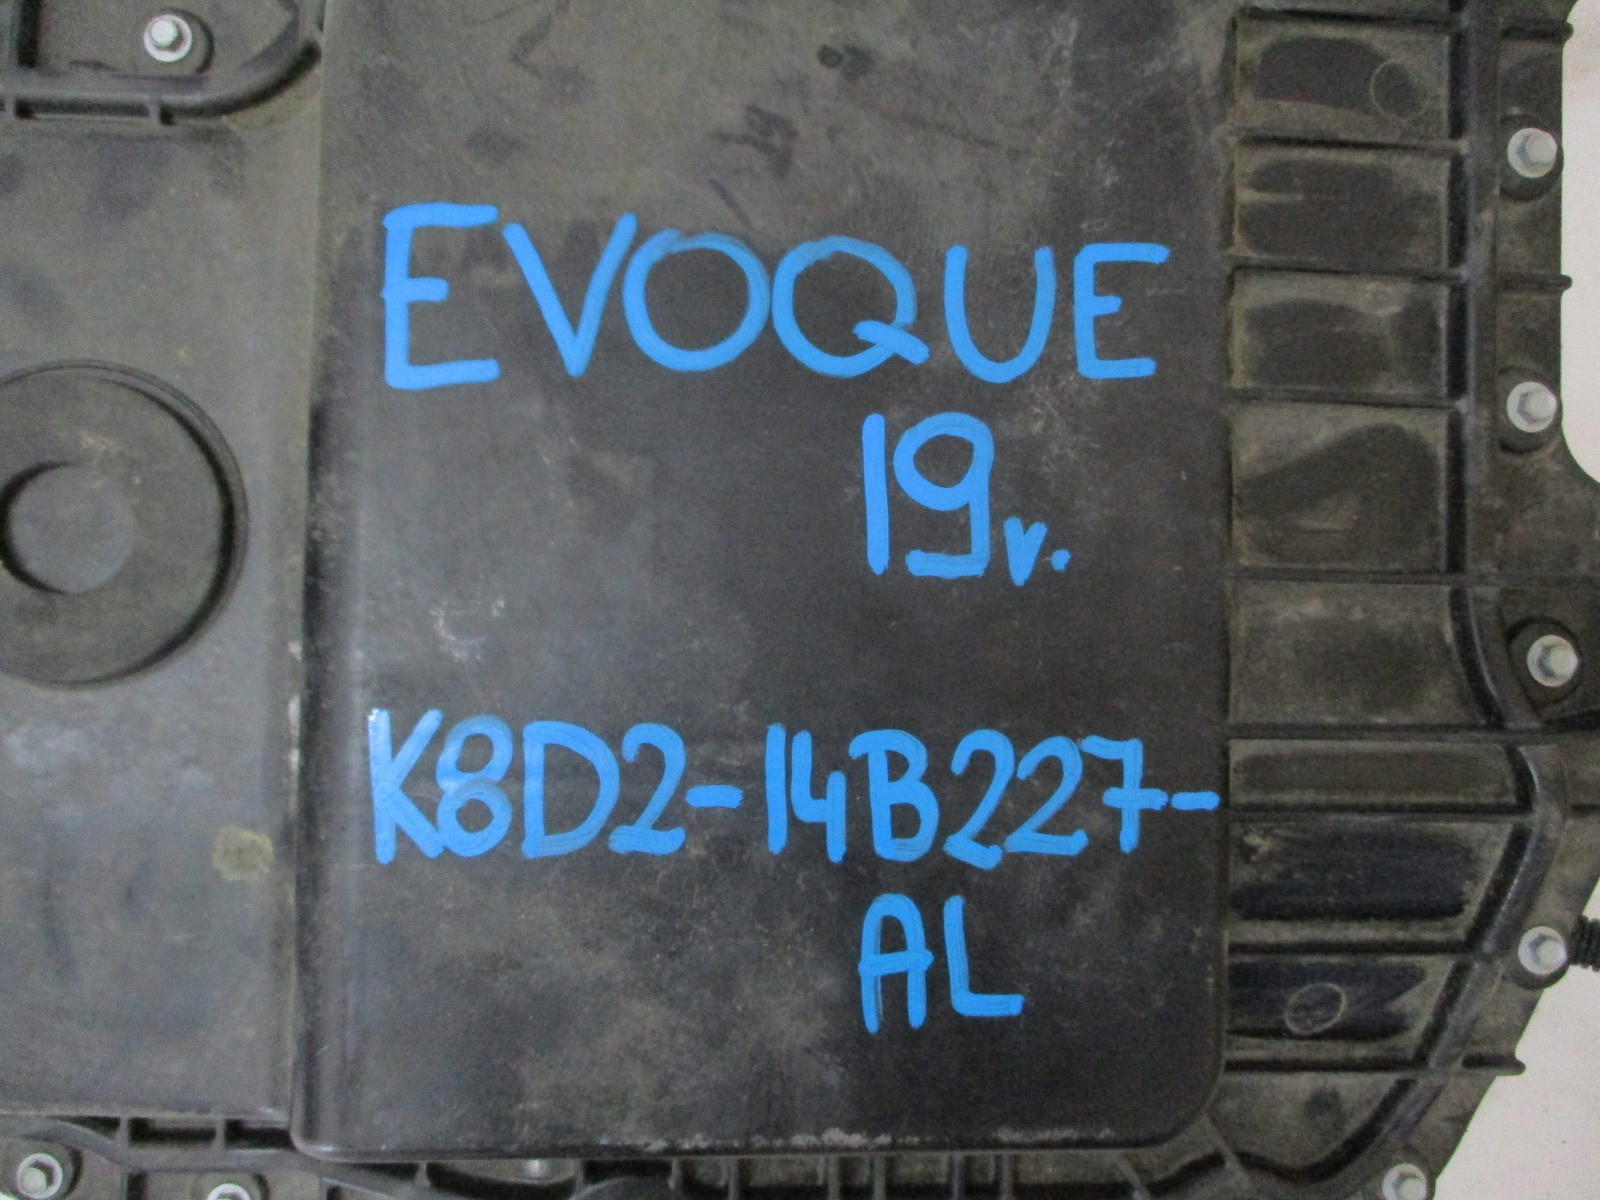 EVOQUE
19v.
K8D2-14B227-
AL